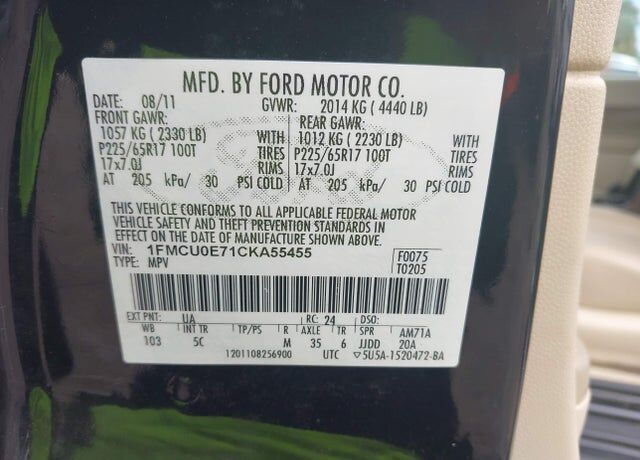 MFD. BY FORD MOTOR CO.
DATE: 08/11 GVWR: 2014 KG ( 4440 LB)
FRONT GAWR: REAR GAWR:
1057 KG ( 2330 LB) WITH 1012 KG ( 2230 LB) WITH
P225/65R17 100T TIRES P225/65R17 100T TIRES
17x7.0J RIMS 17x7.0J RIMS
AT 205 kPa/ 30 PSI COLD AT 205 kPa/ 30 PSI COLD
THIS VEHICLE CONFORMS TO ALL APPLICABLE FEDERAL MOTOR
VEHICLE SAFETY AND THEFT PREVENTION STANDARDS IN
EFFECT ON THE DATE OF MANUFACTURE SHOWN ABOVE.
VIN: 1FMCU0E71CKA55455 F0075
TYPE: MPV T0205
EXT PNT: UA RC: 24 DSO:
WB INT TR TP/PS R AXLE TR SPR AM71A
103 5C M 35 6 JJDD 20A
1201108256900 UTC ▽5U5A-1520472-BA